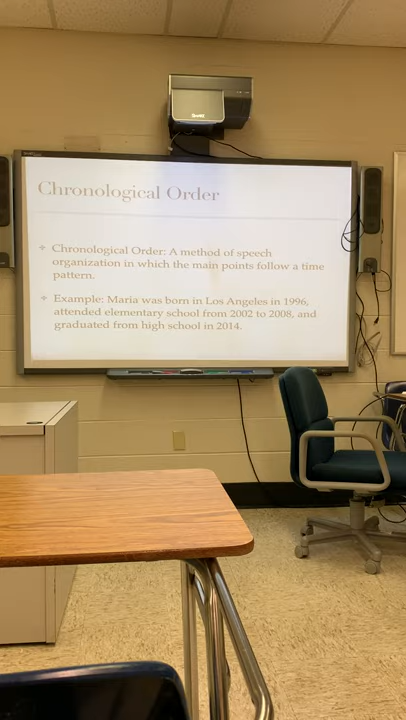 SMART
Chronological Order
Chronological Order: A method of speech
organization in which the main points follow a time
pattern.
Example: Maria was born in Los Angeles in 1996,
attended elementary school from 2002 to 2008, and
graduated from high school in 2014.